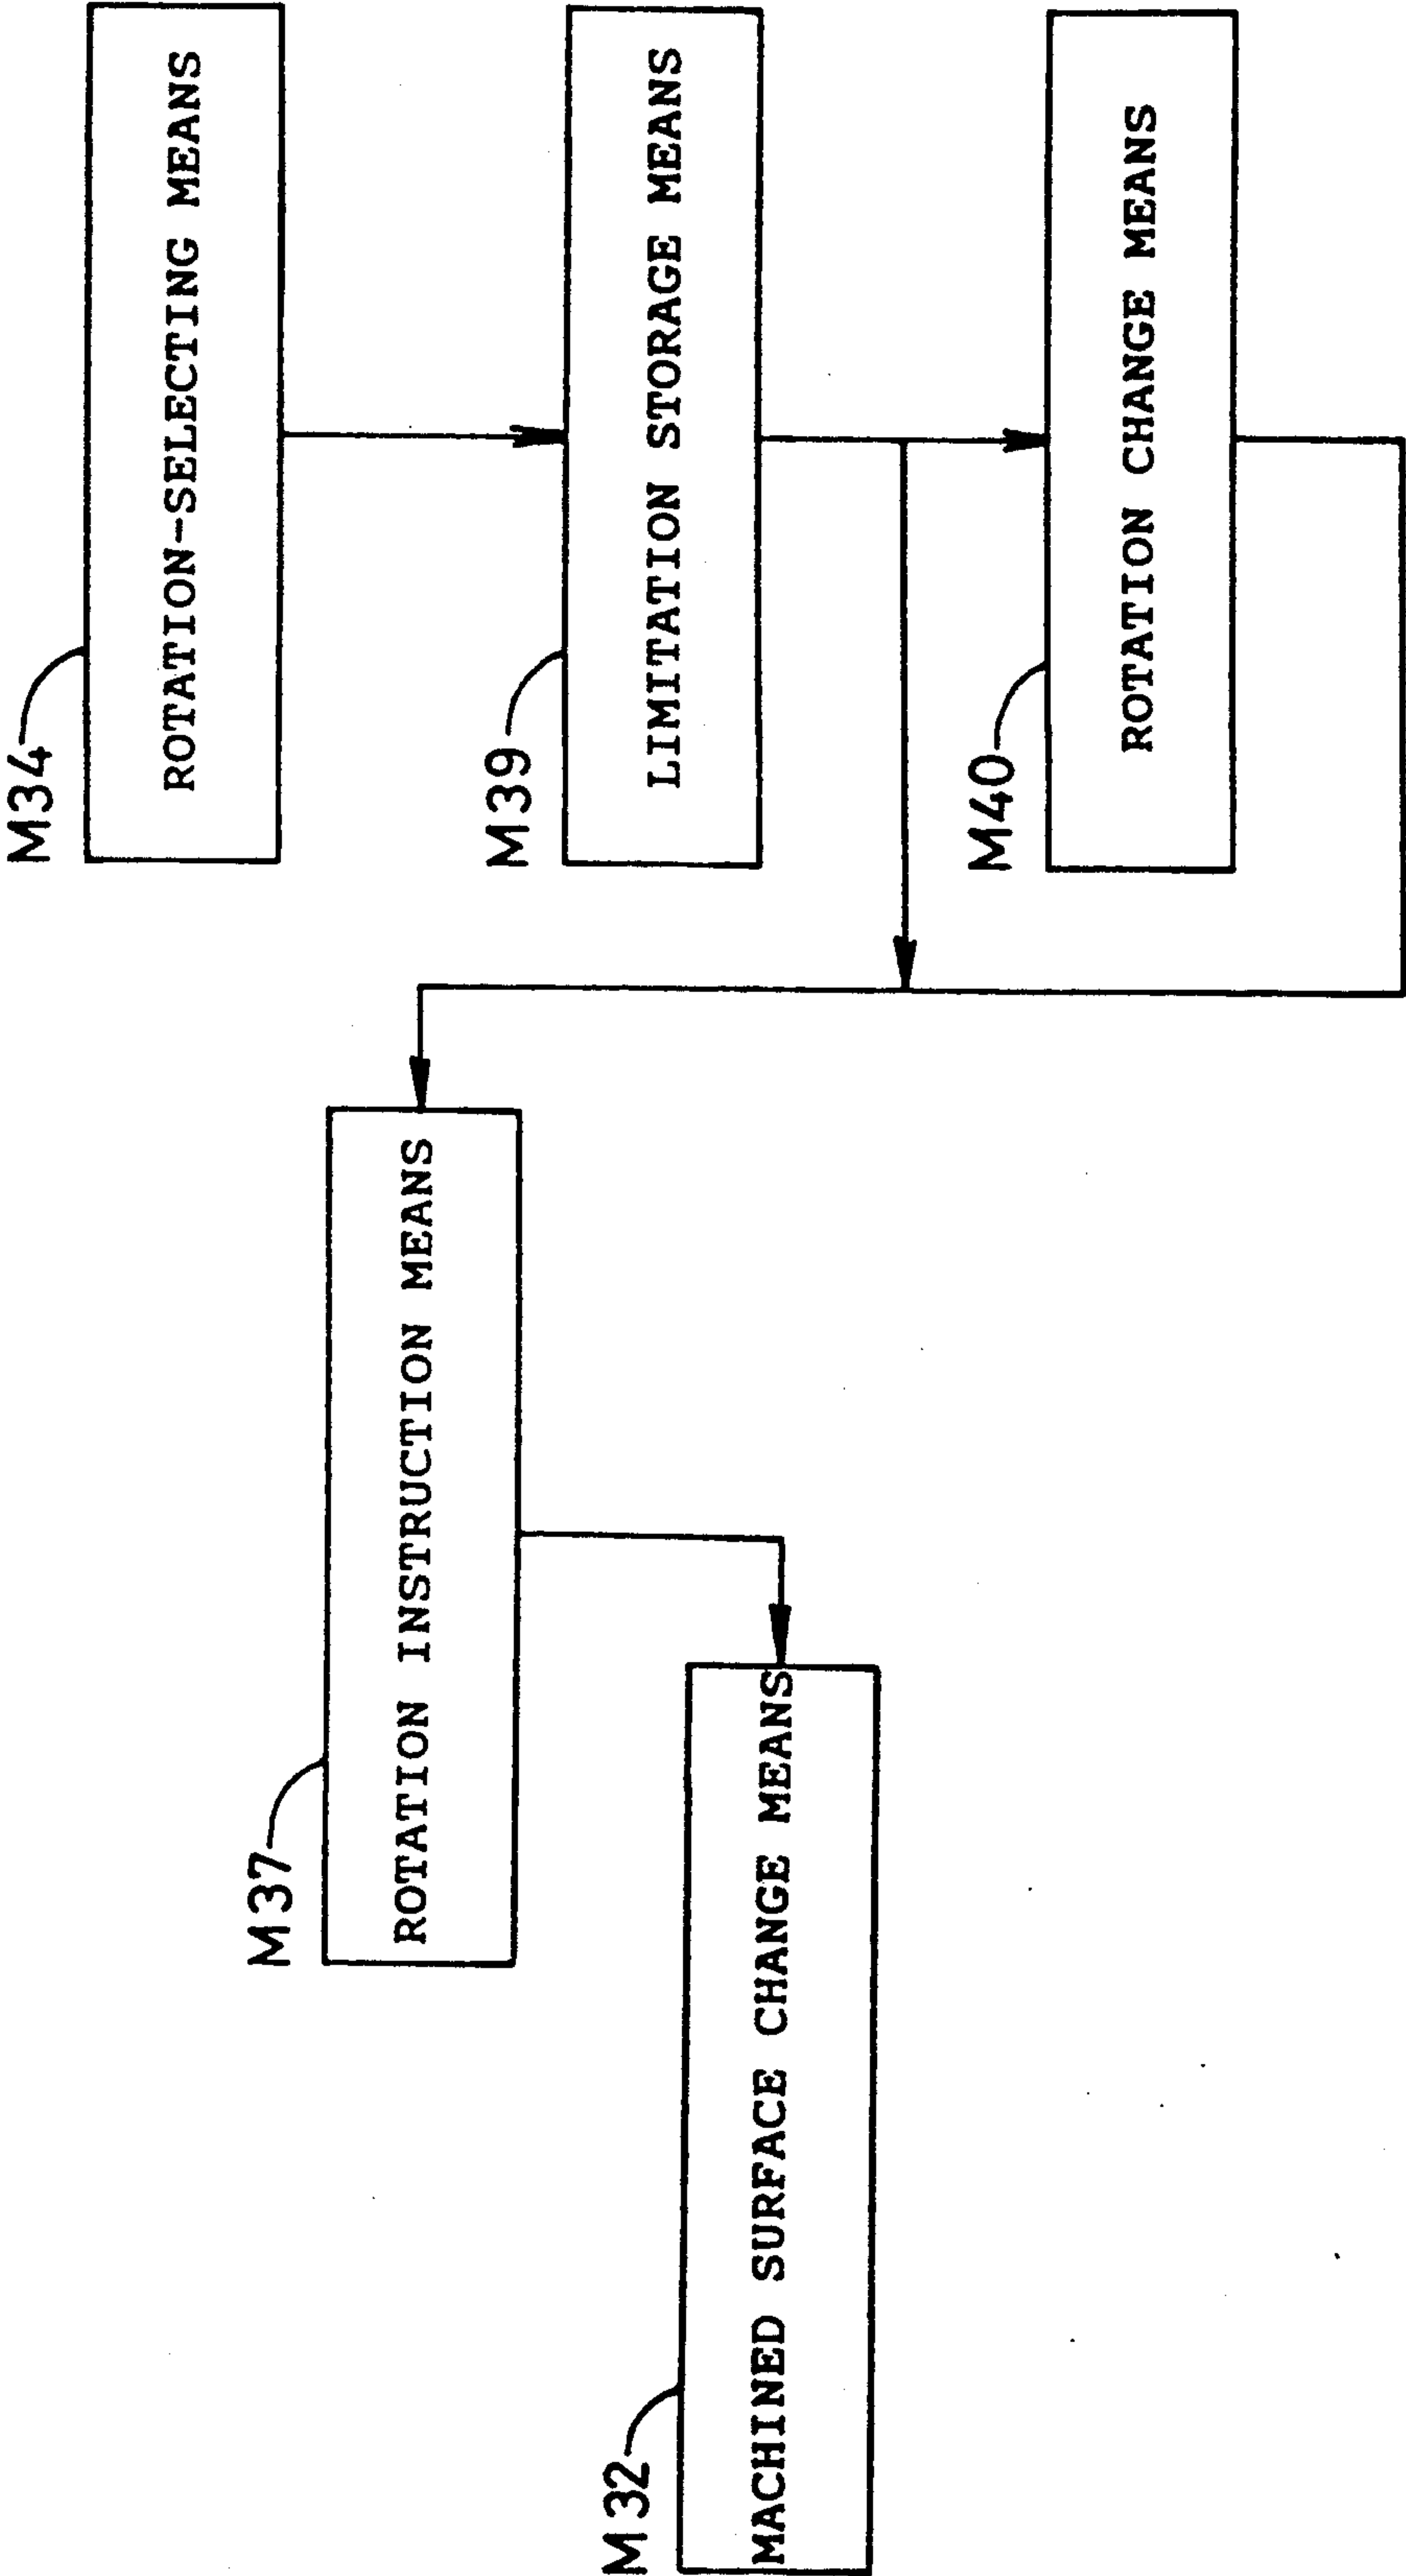 M34
ROTATION-SELECTING MEANS
M39
LIMITATION STORAGE MEANS
M40
ROTATION CHANGE MEANS
M37
ROTATION INSTRUCTION MEANS
M32
MACHINED SURFACE CHANGE MEANS